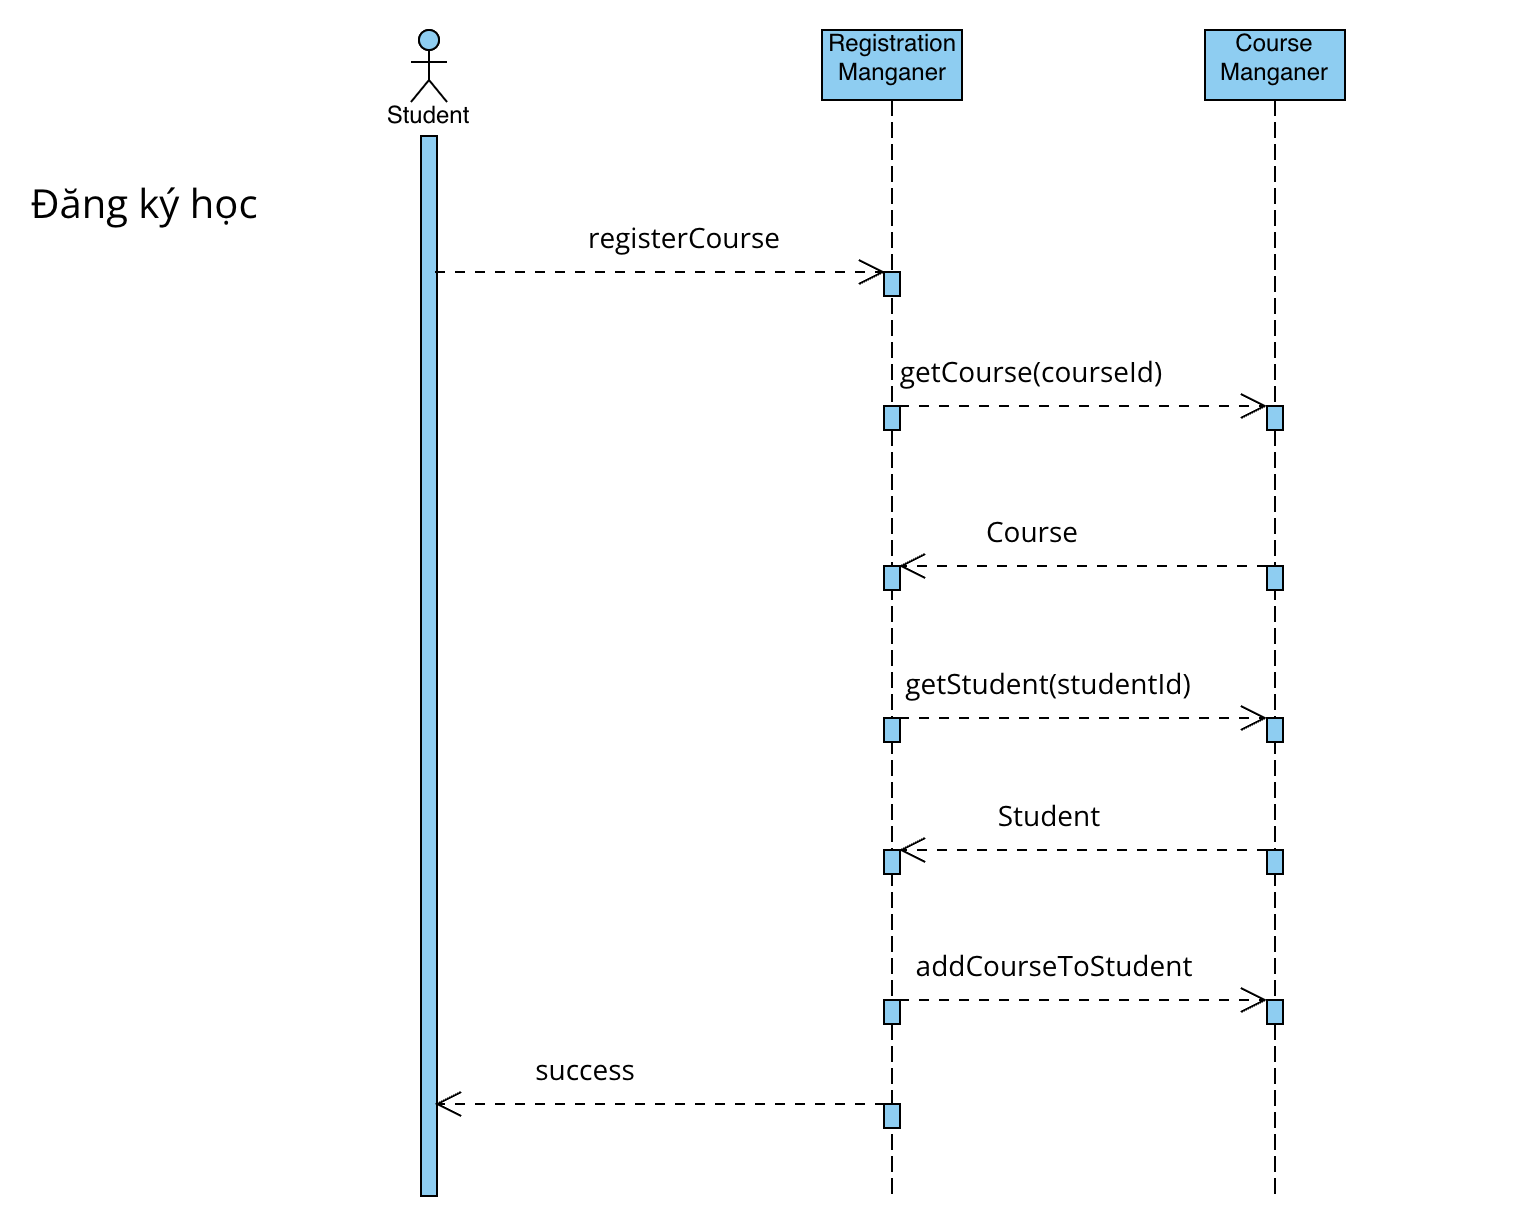 Student
Registration
Manganer
Course
Manganer
Đăng ký học
registerCourse
getCourse(courseId)
Course
getStudent(studentId)
Student
addCourseToStudent
success